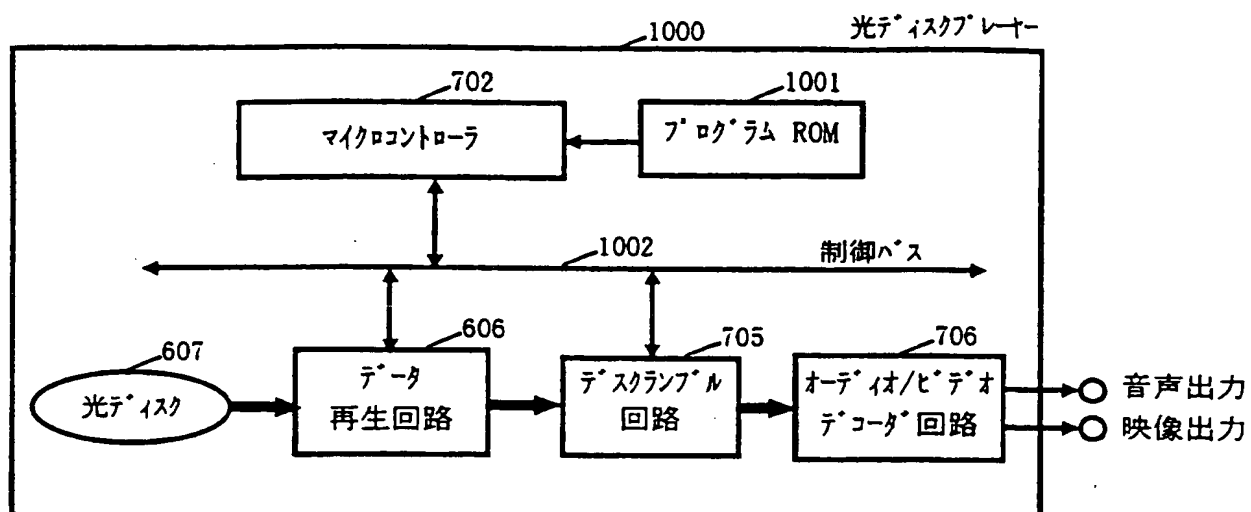 1000
光ディスクプレーヤー
702
マイクロコントローラ
1001
プログラム ROM
1002
制御バス
607
光ディスク
606
データ
再生回路
705
デスクランブル
回路
706
オーディオ/ビデオ
デコーダ回路
音声出力
映像出力